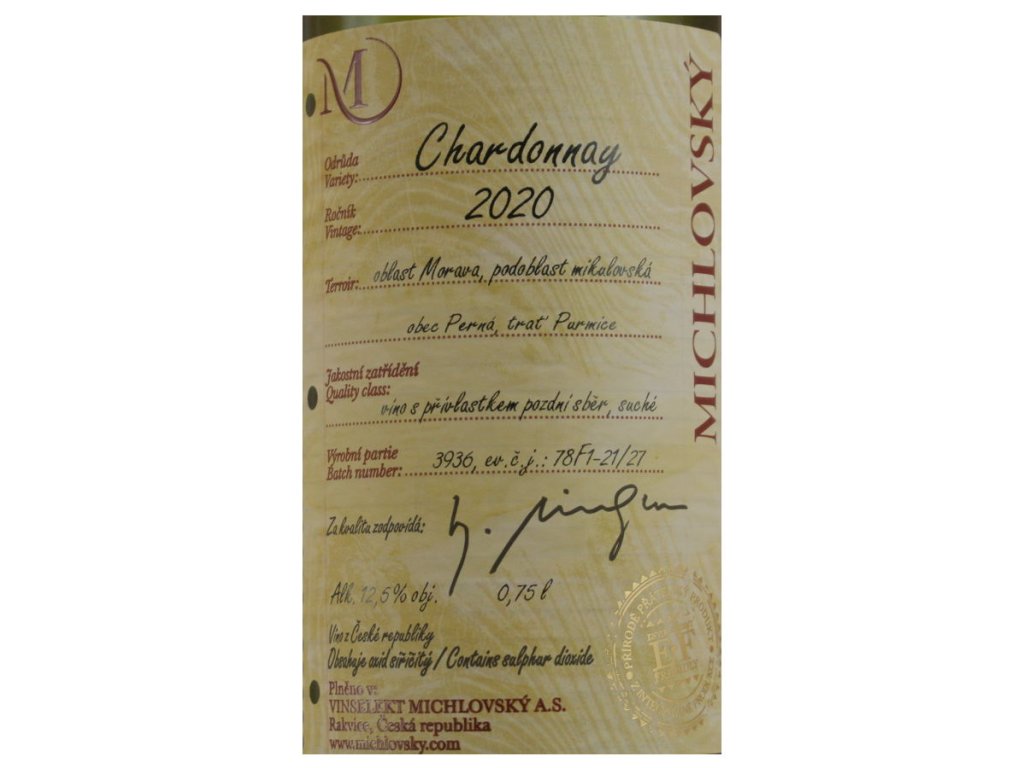 M
MICHLOVSKÝ
Odrůda
Variety:
Chardonnay
Ročník
Vintage:
2020
Terroir: oblast Morava, podoblast mikulovská
obec Perná, trať Purmice
Jakostní zatřídění
Quality class:
víno s přívlastkem pozdní sběr, suché
Výrobní partie
Batch number:
3936, ev.č.j.: 78F1-21/27
Za kvalitu zodpovídá:
Alk. 12,5% obj. 0,75 l
Víno z České republiky
Obsahuje oxid siřičitý / Contains sulphur dioxide
Plněno v:
VINSELEKT MICHLOVSKÝ A.S.
Rakvice, Česká republika
www.michlovsky.com